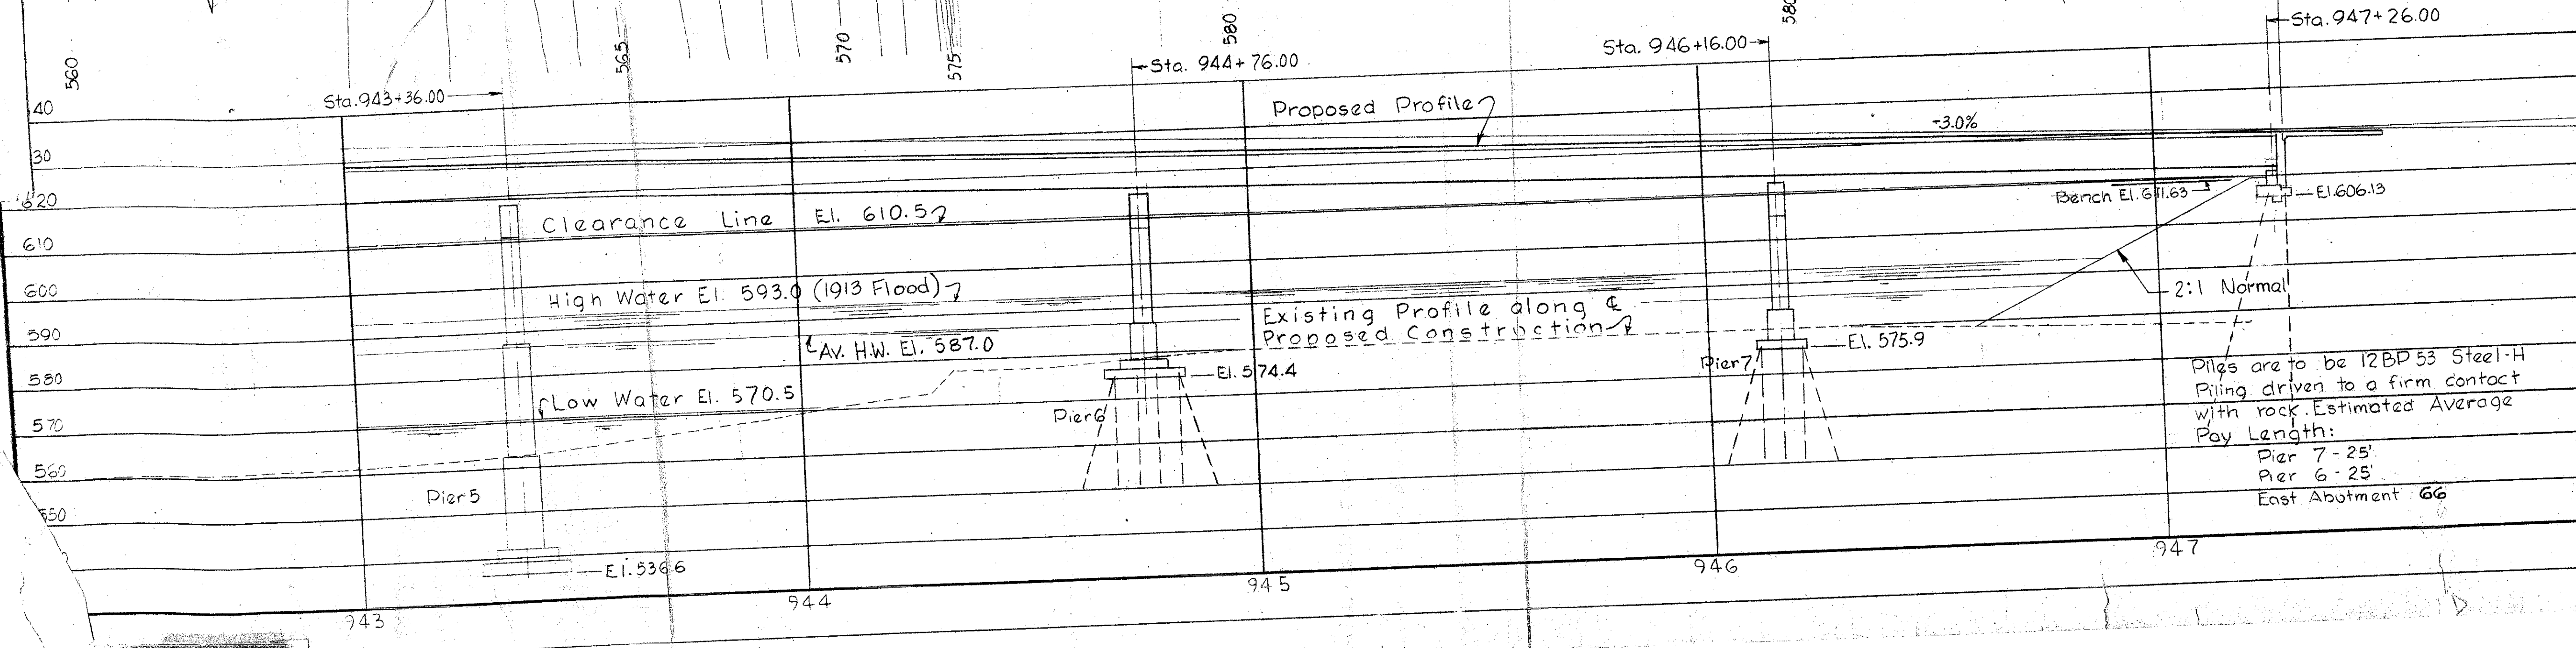 560
565
570
575
580
580
Sta. 947+26.00
Sta. 946+16.00
Sta. 944+76.00
Sta. 943+36.00
40
30
620
610
600
590
580
570
560
550
Proposed Profile
-3.0%
Clearance Line El. 610.5
Bench El. 611.63
El. 606.13
High Water El. 593.0 (1913 Flood)
Existing Profile along ℄
Proposed Construction
2:1 Normal
Av. H.W. El. 587.0
El. 575.9
Pier 7
El. 574.4
Low Water El. 570.5
Pier 6
Piles are to be 12BP53 Steel-H
Piling driven to a firm contact
with rock. Estimated Average
Pay Length:
Pier 7 - 25'
Pier 6 - 25'
East Abutment 66
Pier 5
El. 536.6
943
944
945
946
947